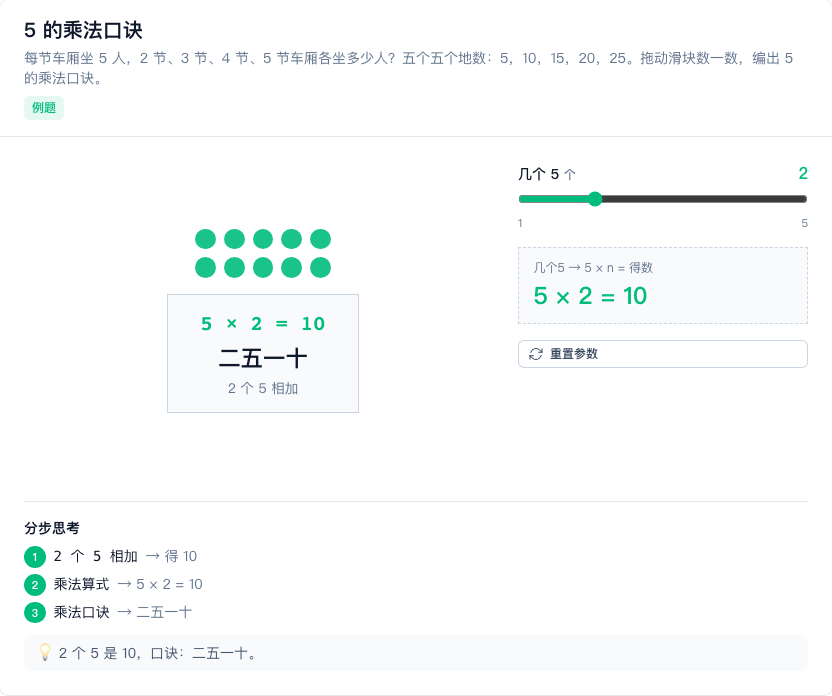 5 的乘法口诀
每节车厢坐 5 人，2 节、3 节、4 节、5 节车厢各坐多少人？五个五个地数：5，10，15，20，25。拖动滑块数一数，编出 5
的乘法口诀。
例题
几个 5 个 2
1 5
几个5 → 5 × n = 得数
5 × 2 = 10
重置参数
5 × 2 = 10
二五一十
2 个 5 相加
分步思考
1 2 个 5 相加 → 得 10
2 乘法算式 → 5 × 2 = 10
3 乘法口诀 → 二五一十
2 个 5 是 10，口诀：二五一十。